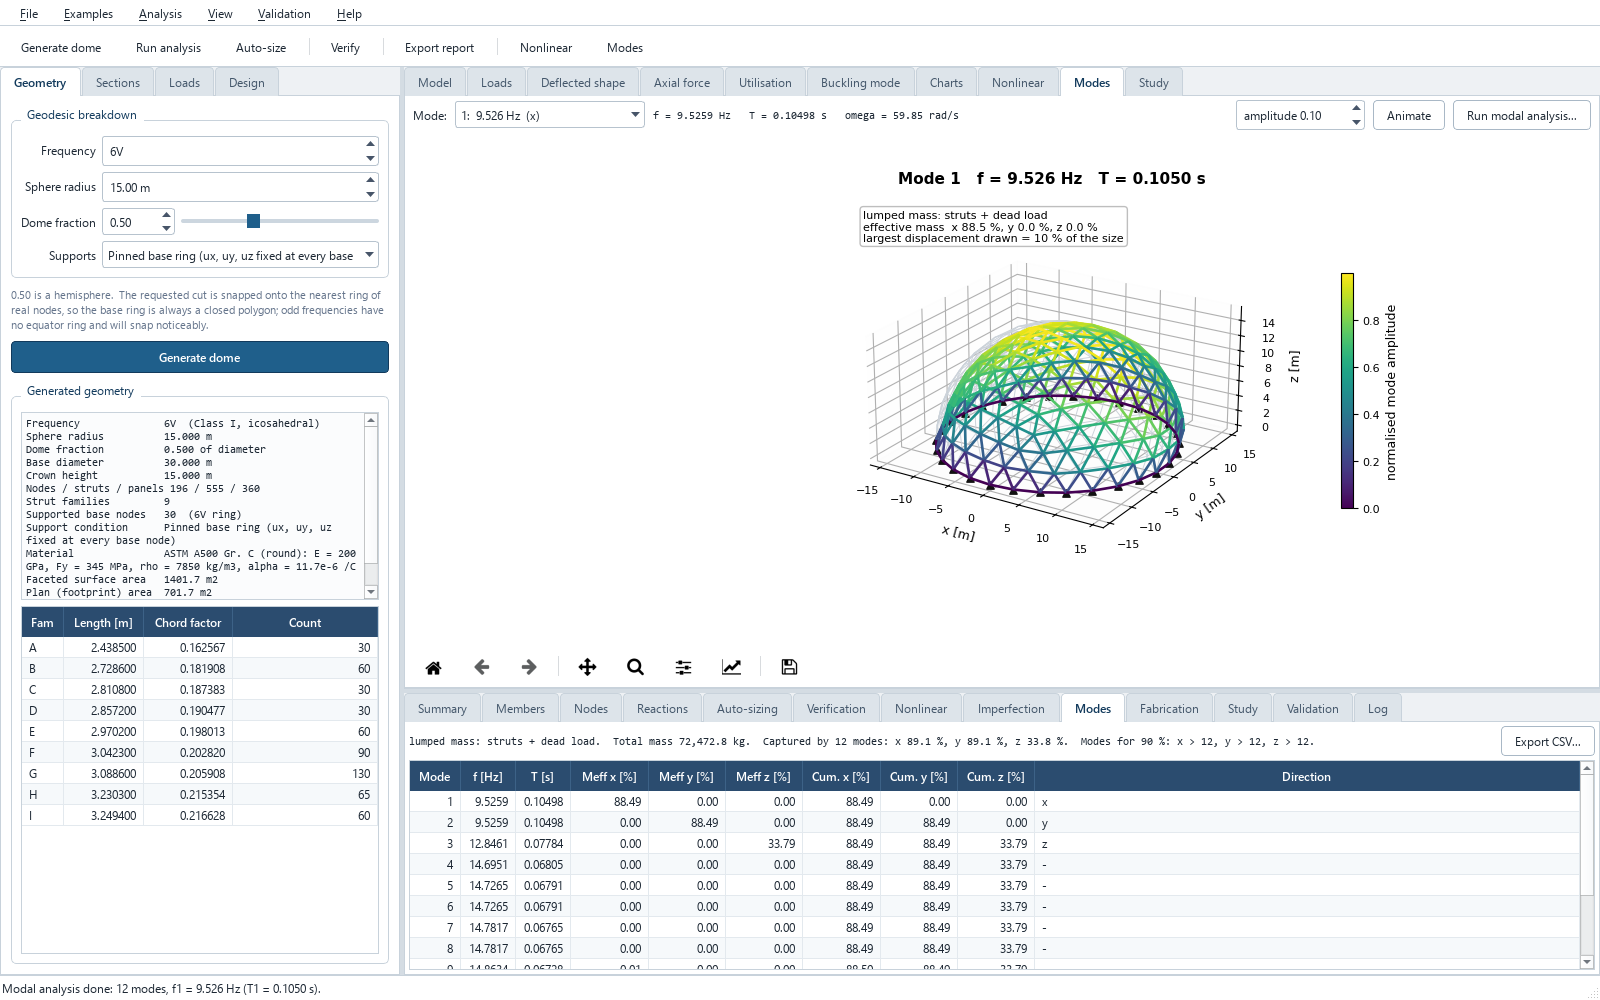 File Examples Analysis View Validation Help
Generate dome Run analysis Auto-size Verify Export report Nonlinear Modes
Geometry Sections Loads Design
Geodesic breakdown
Frequency 6V
Sphere radius 15.00 m
Dome fraction 0.50
Supports Pinned base ring (ux, uy, uz fixed at every base
0.50 is a hemisphere. The requested cut is snapped onto the nearest ring of
real nodes, so the base ring is always a closed polygon; odd frequencies have
no equator ring and will snap noticeably.
Generate dome
Generated geometry
Frequency 6V (Class I, icosahedral)
Sphere radius 15.000 m
Dome fraction 0.500 of diameter
Base diameter 30.000 m
Crown height 15.000 m
Nodes / struts / panels 196 / 555 / 360
Strut families 9
Supported base nodes 30 (6V ring)
Support condition Pinned base ring (ux, uy, uz
fixed at every base node)
Material ASTM A500 Gr. C (round): E = 200
GPa, Fy = 345 MPa, rho = 7850 kg/m3, alpha = 11.7e-6 /C
Faceted surface area 1401.7 m2
Plan (footprint) area 701.7 m2
Fam Length [m] Chord factor Count
A 2.438500 0.162567 30
B 2.728600 0.181908 60
C 2.810800 0.187383 30
D 2.857200 0.190477 30
E 2.970200 0.198013 60
F 3.042300 0.202820 90
G 3.088600 0.205908 130
H 3.230300 0.215354 65
I 3.249400 0.216628 60
Model Loads Deflected shape Axial force Utilisation Buckling mode Charts Nonlinear Modes Study
Mode: 1: 9.526 Hz (x) f = 9.5259 Hz T = 0.10498 s omega = 59.85 rad/s amplitude 0.10 Animate Run modal analysis...
Mode 1 f = 9.526 Hz T = 0.1050 s
lumped mass: struts + dead load
effective mass x 88.5 %, y 0.0 %, z 0.0 %
largest displacement drawn = 10 % of the size
−15 −10 −5 0 5 10 15
x [m]
−15 −10 −5 0 5 10 15
y [m]
0 2 4 6 8 10 12 14
z [m]
0.0 0.2 0.4 0.6 0.8
normalised mode amplitude
Summary Members Nodes Reactions Auto-sizing Verification Nonlinear Imperfection Modes Fabrication Study Validation Log
lumped mass: struts + dead load. Total mass 72,472.8 kg. Captured by 12 modes: x 89.1 %, y 89.1 %, z 33.8 %. Modes for 90 %: x > 12, y > 12, z > 12.
Export CSV...
Mode f [Hz] T [s] Meff x [%] Meff y [%] Meff z [%] Cum. x [%] Cum. y [%] Cum. z [%] Direction
1 9.5259 0.10498 88.49 0.00 0.00 88.49 0.00 0.00 x
2 9.5259 0.10498 0.00 88.49 0.00 88.49 88.49 0.00 y
3 12.8461 0.07784 0.00 0.00 33.79 88.49 88.49 33.79 z
4 14.6951 0.06805 0.00 0.00 0.00 88.49 88.49 33.79 -
5 14.7265 0.06791 0.00 0.00 0.00 88.49 88.49 33.79 -
6 14.7265 0.06791 0.00 0.00 0.00 88.49 88.49 33.79 -
7 14.7817 0.06765 0.00 0.00 0.00 88.49 88.49 33.79 -
8 14.7817 0.06765 0.00 0.00 0.00 88.49 88.49 33.79 -
Modal analysis done: 12 modes, f1 = 9.526 Hz (T1 = 0.1050 s).